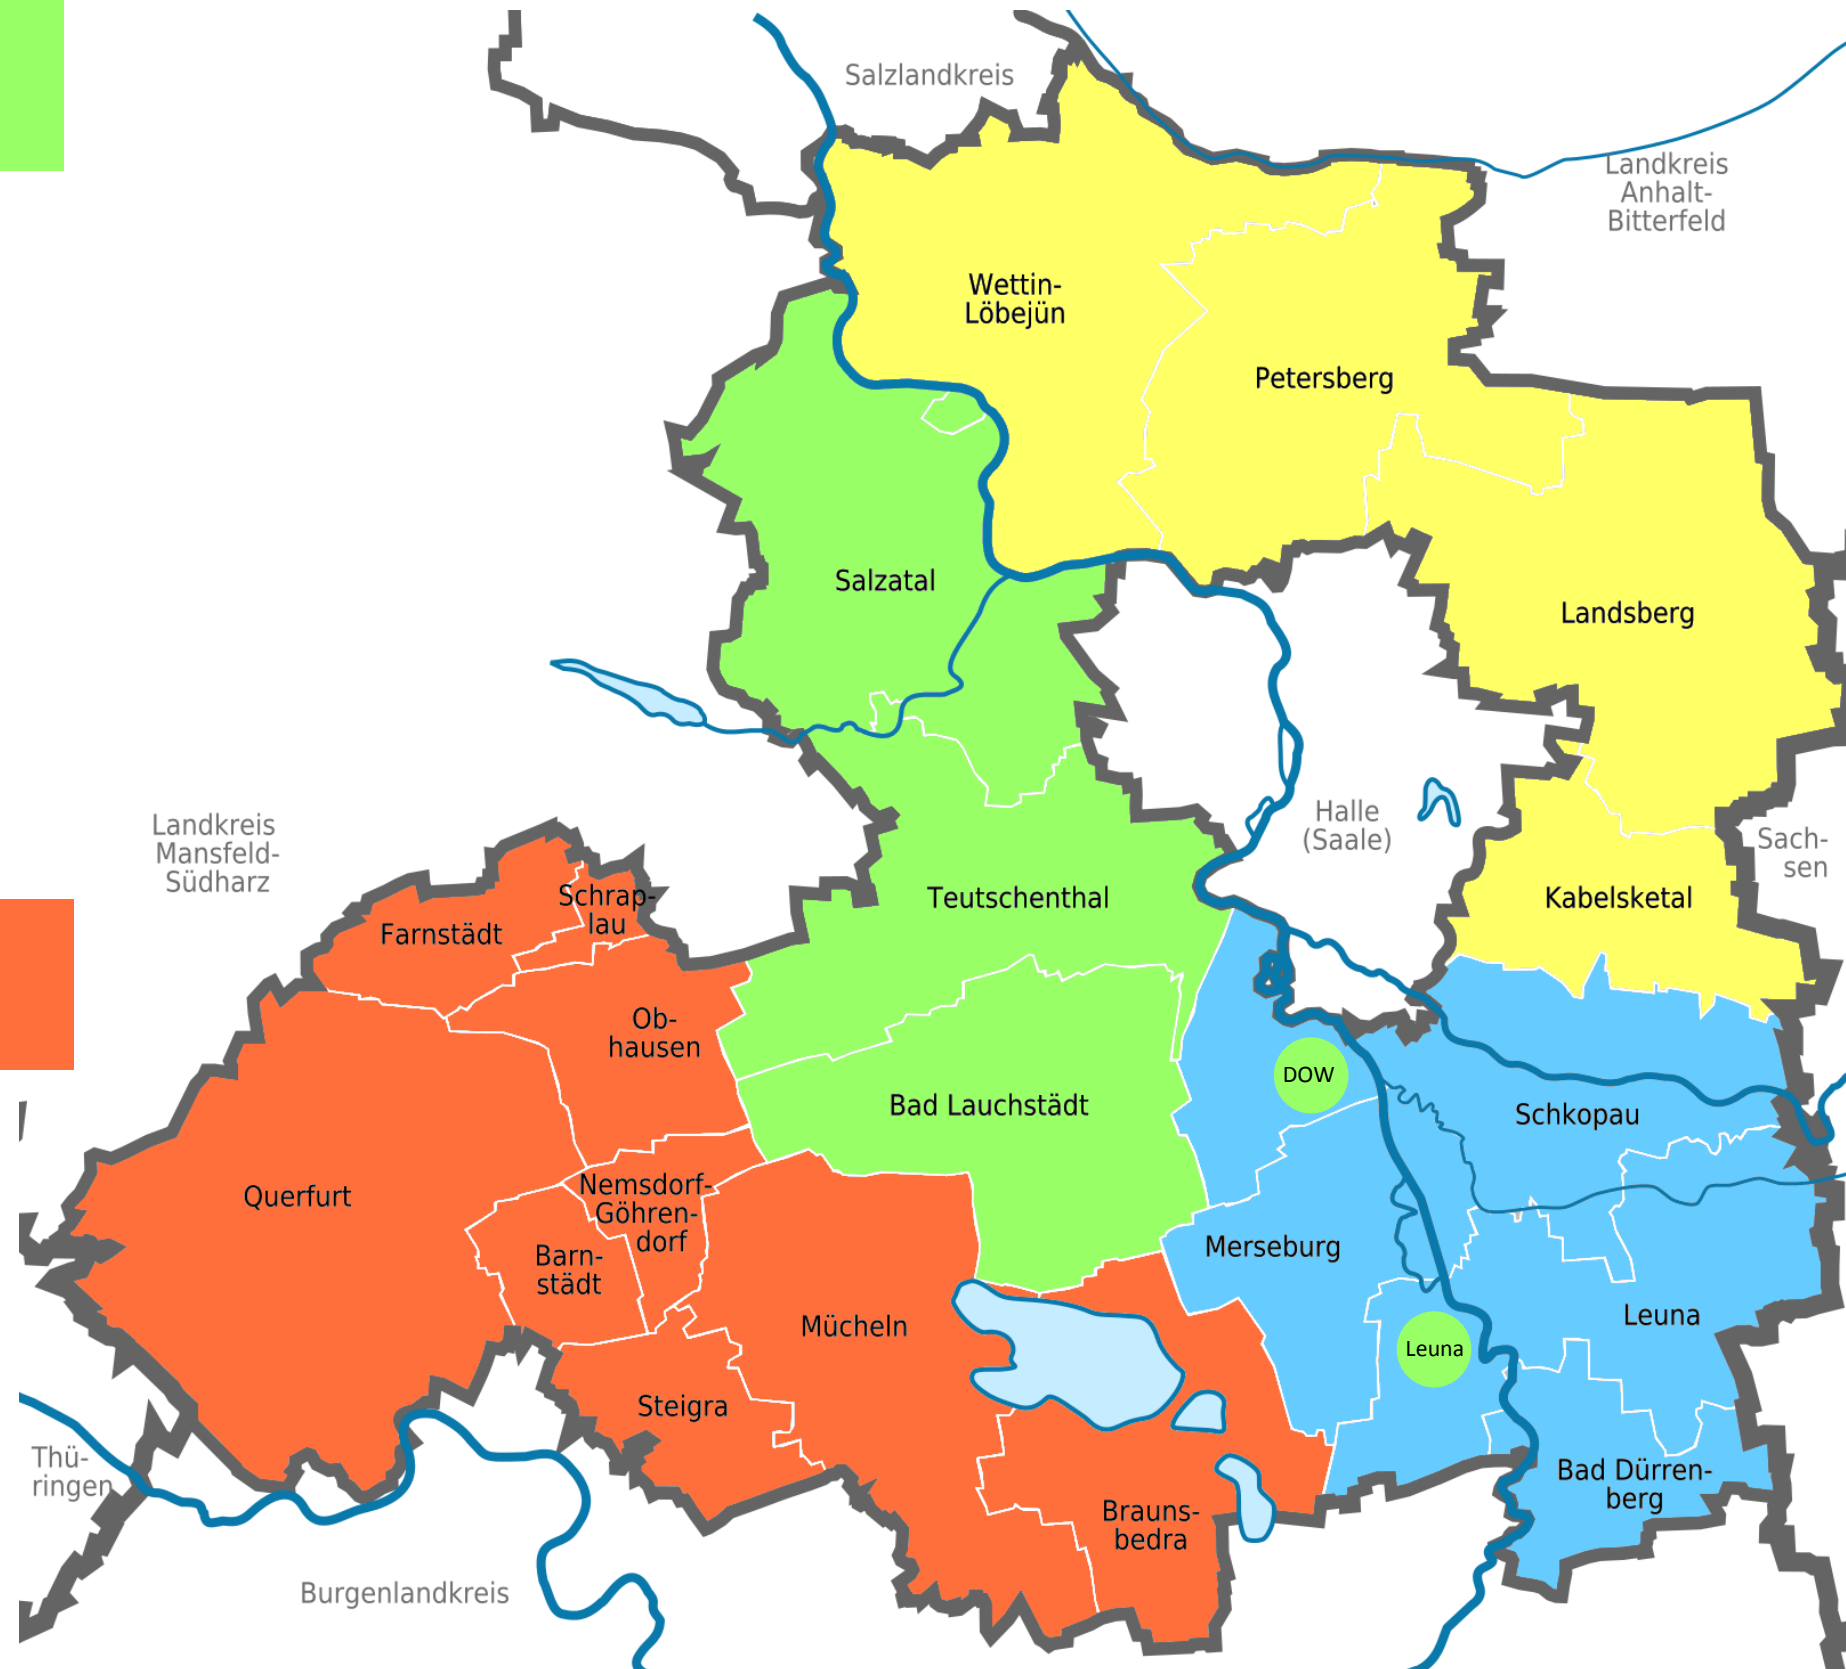 Salzlandkreis
Landkreis
Anhalt-
Bitterfeld
Wettin-
Löbejün
Petersberg
Salzatal
Landsberg
Halle
(Saale)
Sach-
sen
Landkreis
Mansfeld-
Südharz
Schrap-
lau
Farnstädt
Teutschenthal
Kabelsketal
Ob-
hausen
DOW
Bad Lauchstädt
Schkopau
Querfurt
Nemsdorf-
Göhren-
dorf
Barn-
städt
Merseburg
Mücheln
Leuna
Leuna
Steigra
Thü-
ringen
Bad Dürren-
berg
Brauns-
bedra
Burgenlandkreis